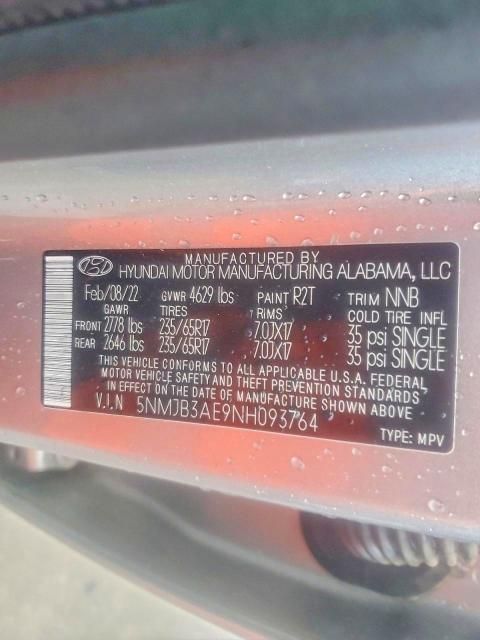 MANUFACTURED BY
HYUNDAI MOTOR MANUFACTURING ALABAMA, LLC
Feb/08/22 GVWR 4629 lbs PAINT R2T TRIM NNB
GAWR TIRES RIMS COLD TIRE INFL
FRONT 2778 lbs 235/65R17 7.0JX17 35 psi SINGLE
REAR 2646 lbs 235/65R17 7.0JX17 35 psi SINGLE
THIS VEHICLE CONFORMS TO ALL APPLICABLE U.S.A. FEDERAL
MOTOR VEHICLE SAFETY AND THEFT PREVENTION STANDARDS
IN EFFECT ON THE DATE OF MANUFACTURE SHOWN ABOVE.
V.I.N 5NMJB3AE9NH093764
TYPE: MPV